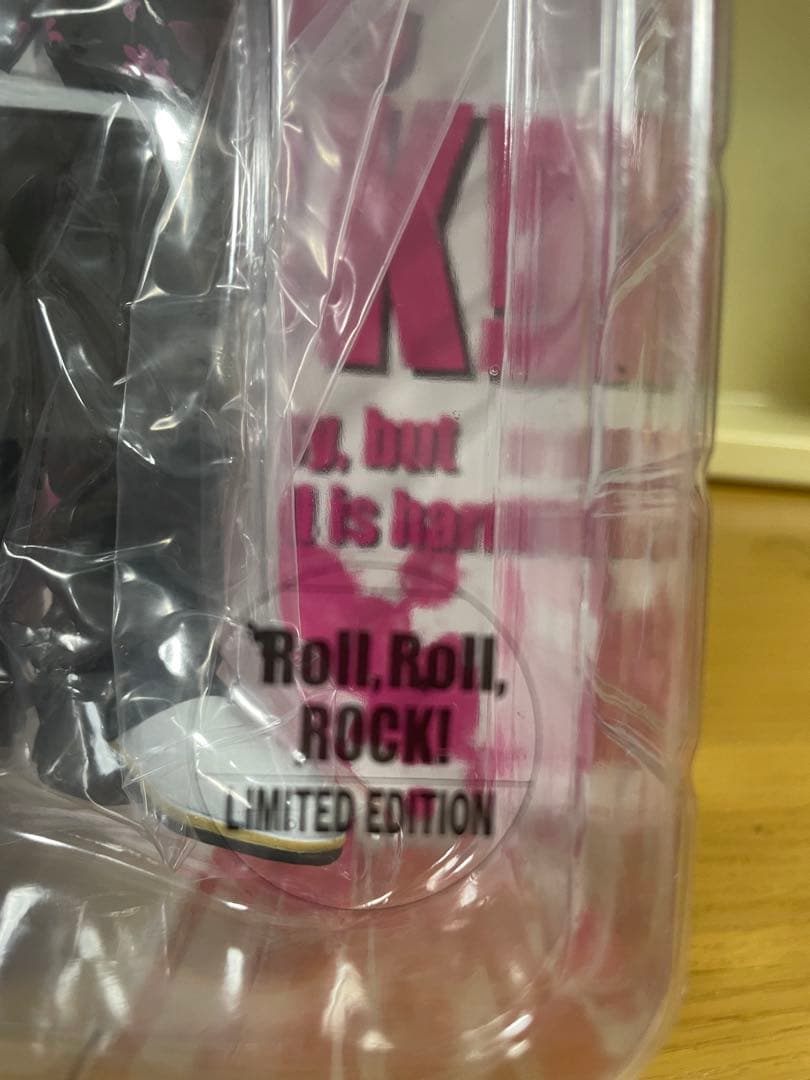 K!
y, but
l is har
Roll, Roll,
ROCK!
LIMITED EDITION